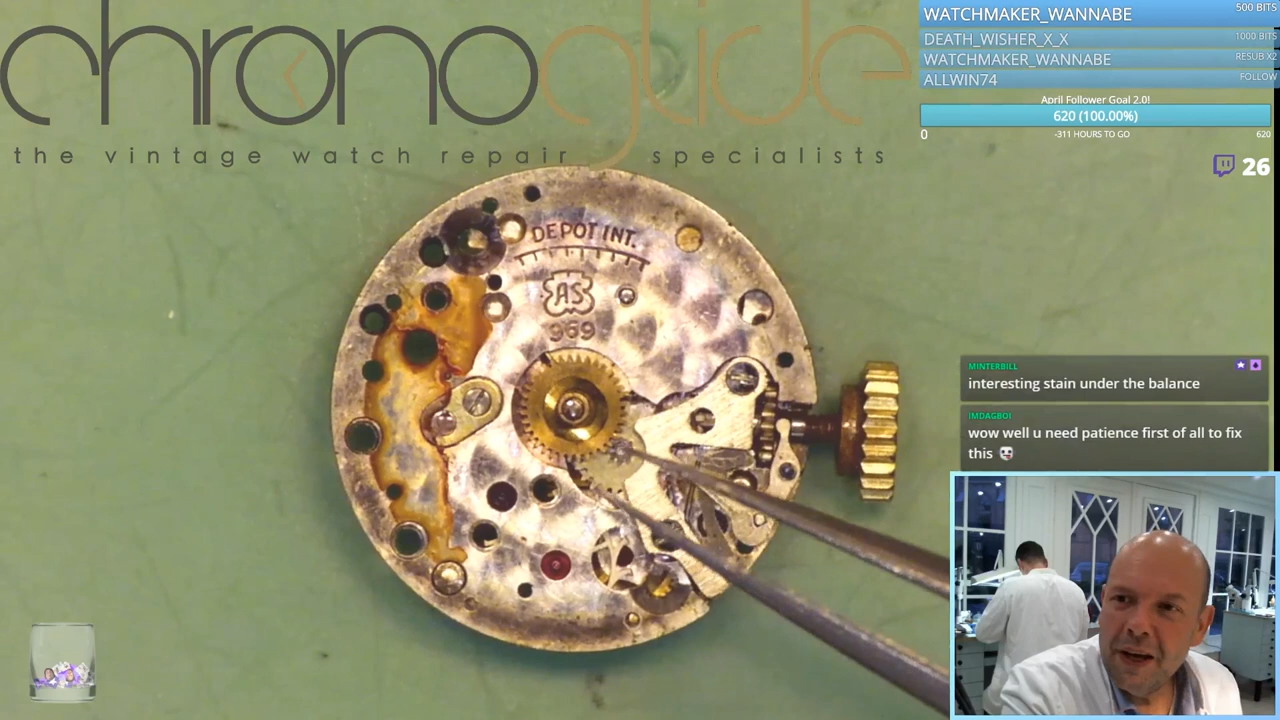 chronoglide
the vintage watch repair specialists
WATCHMAKER_WANNABE 500 BITS
DEATH_WISHER_X_X 1000 BITS
WATCHMAKER_WANNABE RESUB X2
ALLWIN74 FOLLOW
April Follower Goal 2.0!
620 (100.00%)
0 -311 HOURS TO GO 620
26
DEPOT INT.
AS
969
MINTERBILL
interesting stain under the balance
IMDAGBOI
wow well u need patience first of all to fix
this